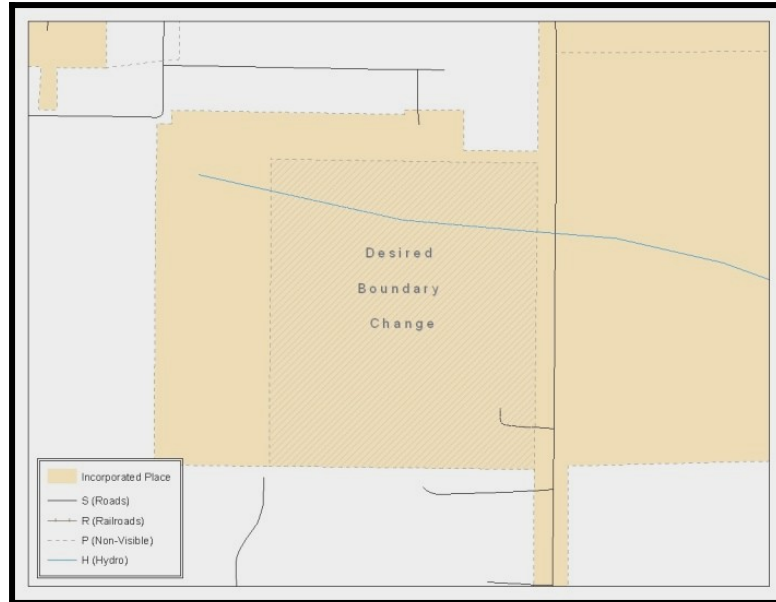 Desired
Boundary
Change
Incorporated Place
S (Roads)
R (Railroads)
P (Non-Visible)
H (Hydro)